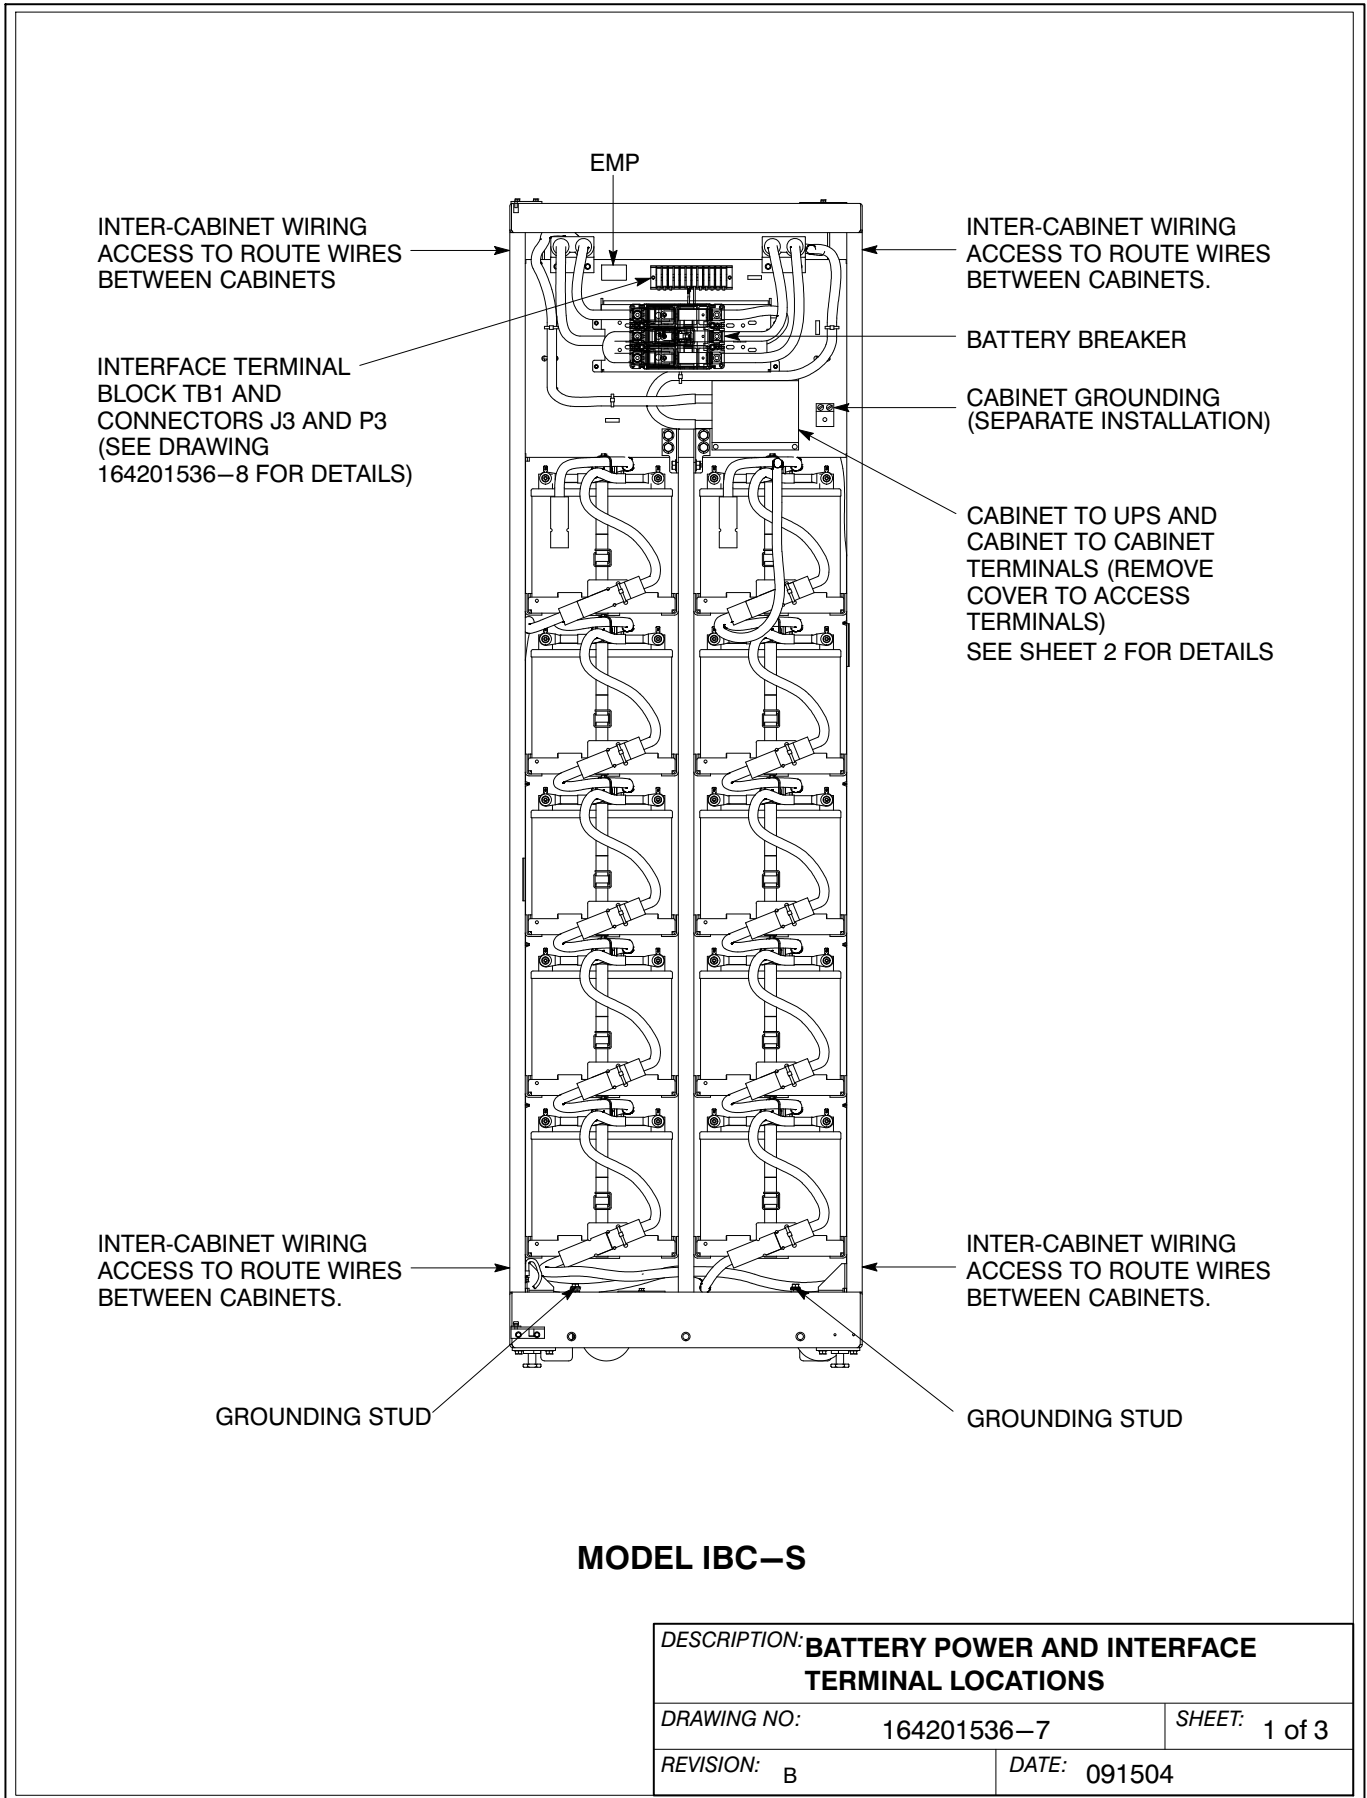 EMP
INTER-CABINET WIRING
ACCESS TO ROUTE WIRES
BETWEEN CABINETS
INTERFACE TERMINAL
BLOCK TB1 AND
CONNECTORS J3 AND P3
(SEE DRAWING
164201536–8 FOR DETAILS)
INTER-CABINET WIRING
ACCESS TO ROUTE WIRES
BETWEEN CABINETS.
BATTERY BREAKER
CABINET GROUNDING
(SEPARATE INSTALLATION)
CABINET TO UPS AND
CABINET TO CABINET
TERMINALS (REMOVE
COVER TO ACCESS
TERMINALS)
SEE SHEET 2 FOR DETAILS
INTER-CABINET WIRING
ACCESS TO ROUTE WIRES
BETWEEN CABINETS.
INTER-CABINET WIRING
ACCESS TO ROUTE WIRES
BETWEEN CABINETS.
GROUNDING STUD
GROUNDING STUD
MODEL IBC–S
DESCRIPTION: BATTERY POWER AND INTERFACE
TERMINAL LOCATIONS
DRAWING NO: 164201536–7 SHEET: 1 of 3
REVISION: B DATE: 091504